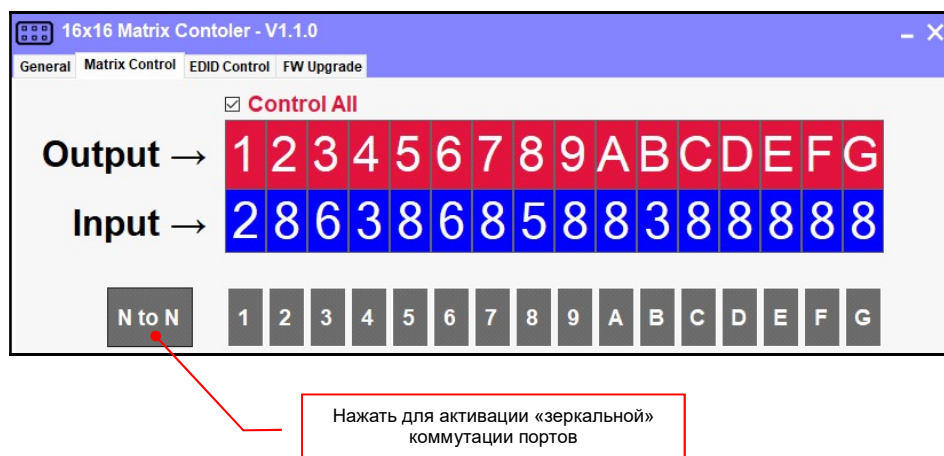 16x16 Matrix Contoler - V1.1.0
General Matrix Control EDID Control FW Upgrade
Control All
Output → 1 2 3 4 5 6 7 8 9 A B C D E F G
Input → 2 8 6 3 8 6 8 5 8 8 3 8 8 8 8 8
N to N 1 2 3 4 5 6 7 8 9 A B C D E F G
Нажать для активации «зеркальной»
коммутации портов